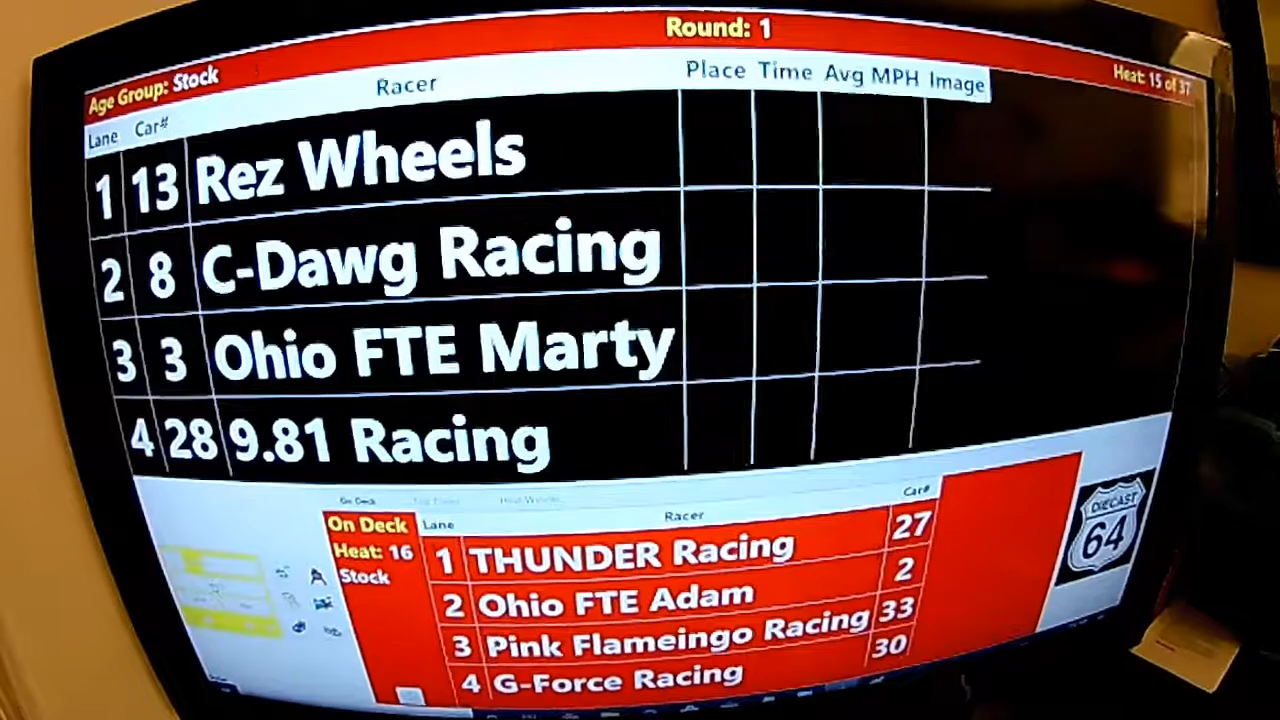 Round: 1
Age Group: Stock
Heat: 15 of 37
Lane Car# Racer Place Time Avg MPH Image
1 13 Rez Wheels
2 8 C-Dawg Racing
3 3 Ohio FTE Marty
4 28 9.81 Racing
On Deck
On Deck Lane Racer Car#
Heat: 16
Stock
1 THUNDER Racing 27
2 Ohio FTE Adam 2
3 Pink Flameingo Racing 33
4 G-Force Racing 30
DIECAST
64